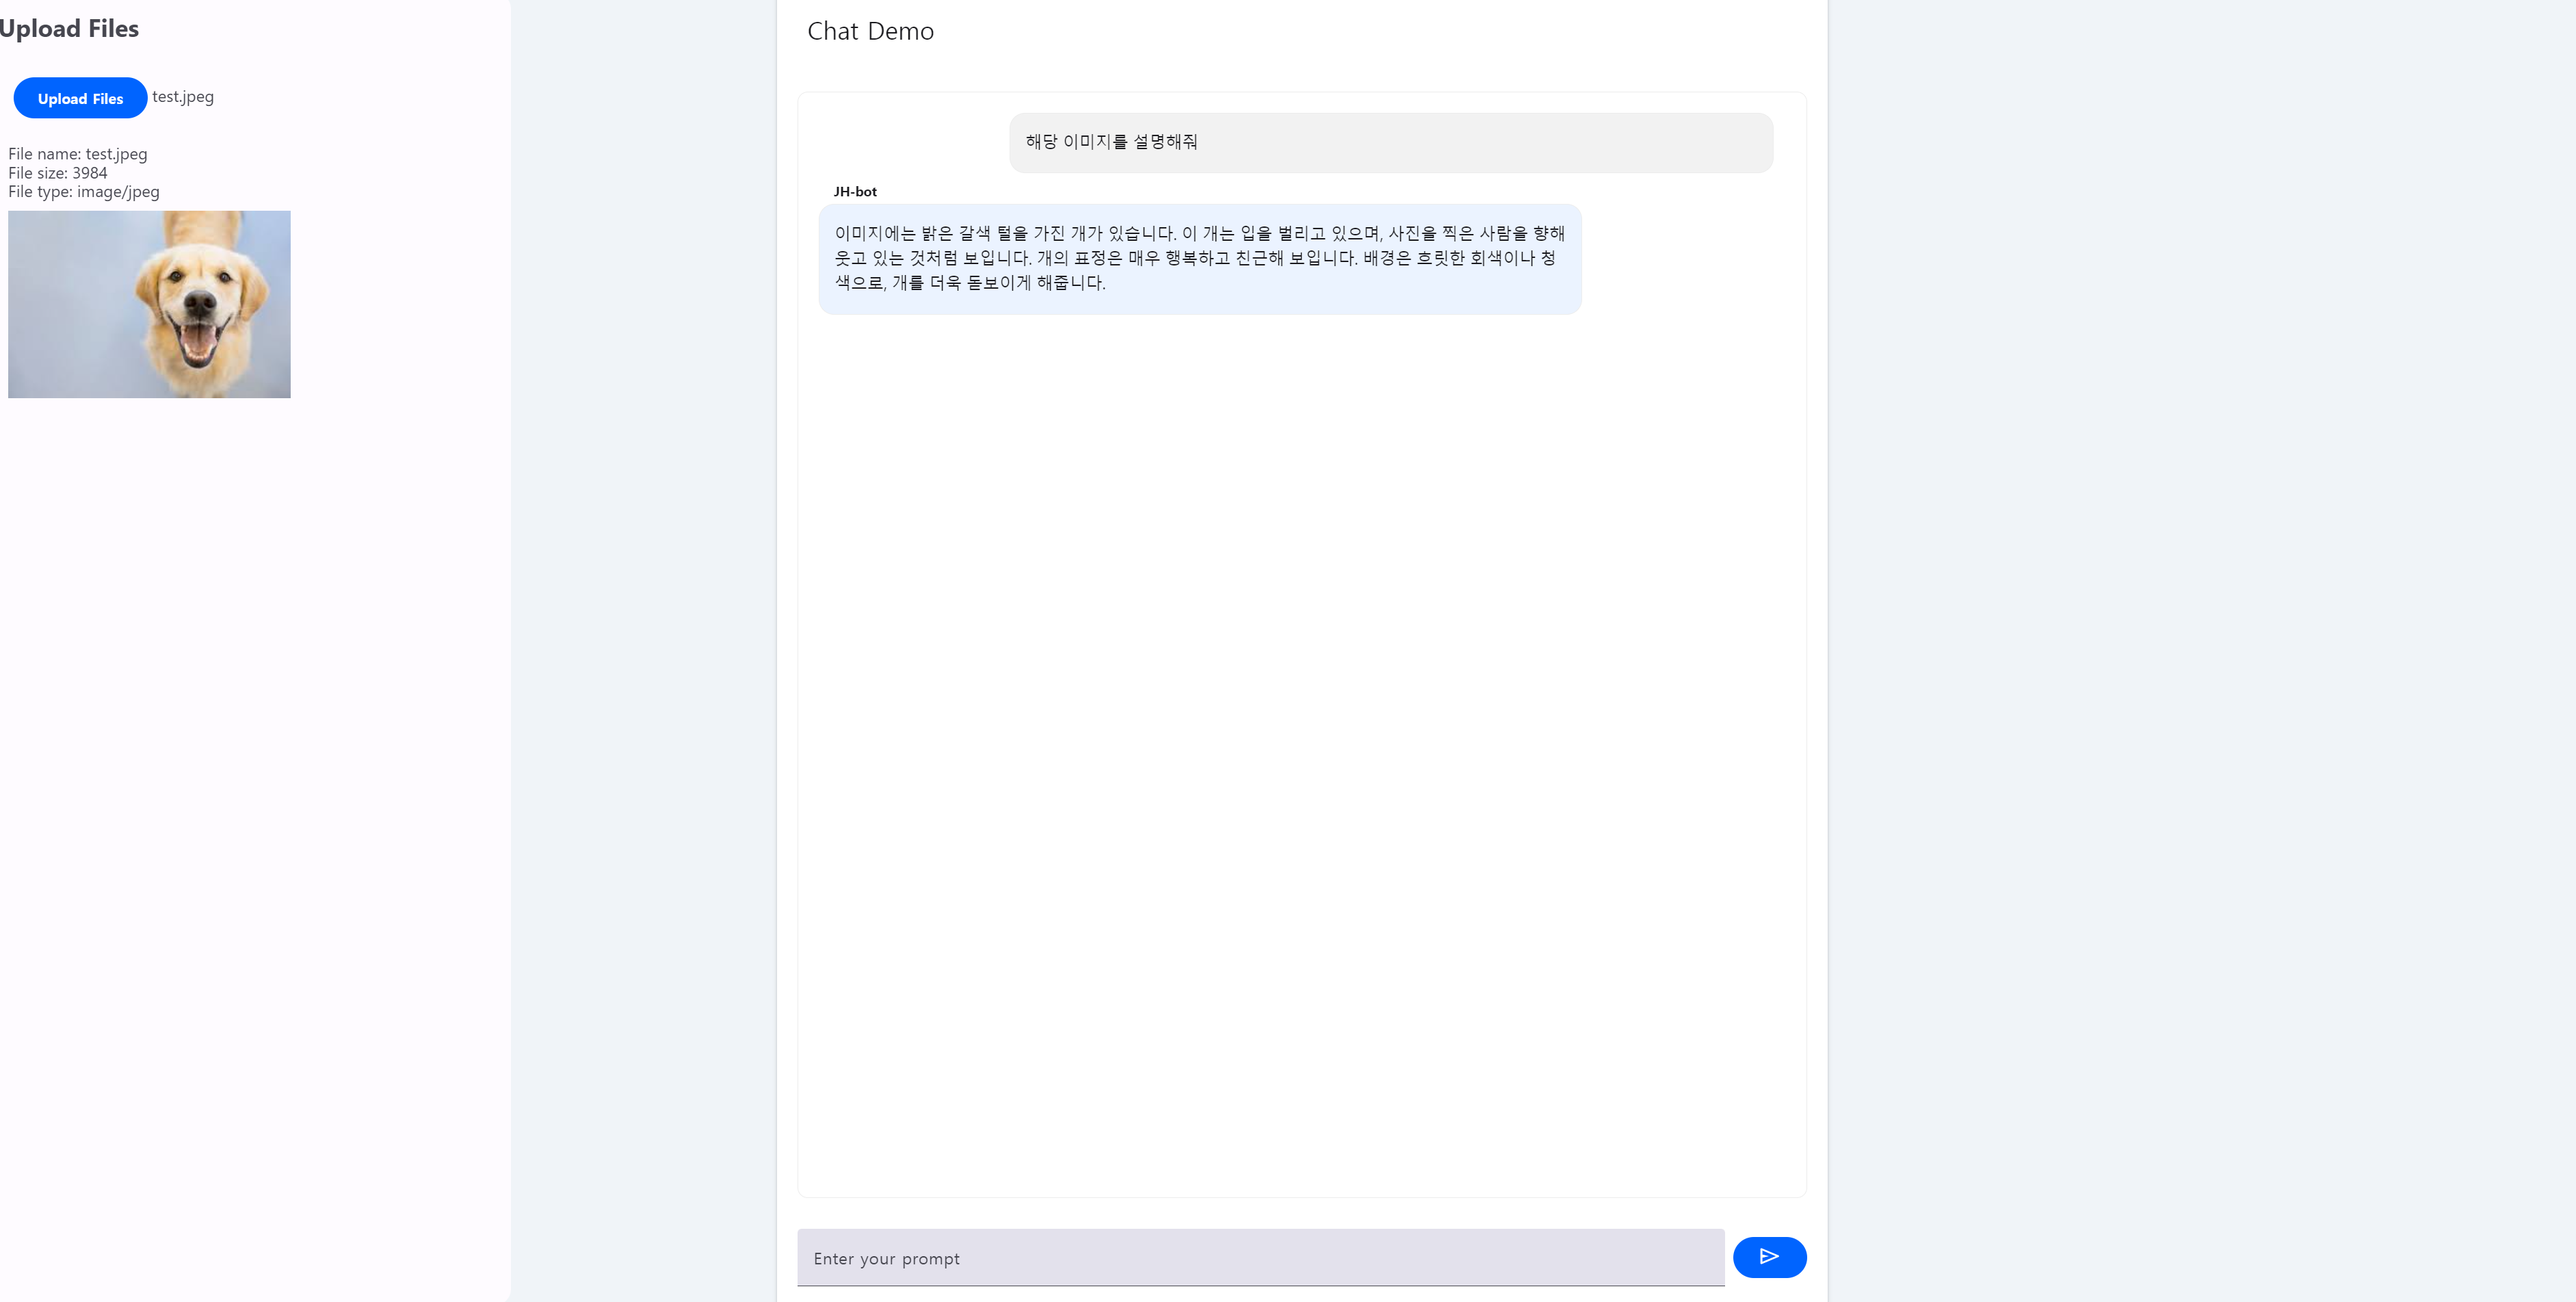 Upload Files
Upload Files test.jpeg
File name: test.jpeg
File size: 3984
File type: image/jpeg
Chat Demo
해당 이미지를 설명해줘
JH-bot
이미지에는 밝은 갈색 털을 가진 개가 있습니다. 이 개는 입을 벌리고 있으며, 사진을 찍은 사람을 향해
웃고 있는 것처럼 보입니다. 개의 표정은 매우 행복하고 친근해 보입니다. 배경은 흐릿한 회색이나 청
색으로, 개를 더욱 돋보이게 해줍니다.
Enter your prompt